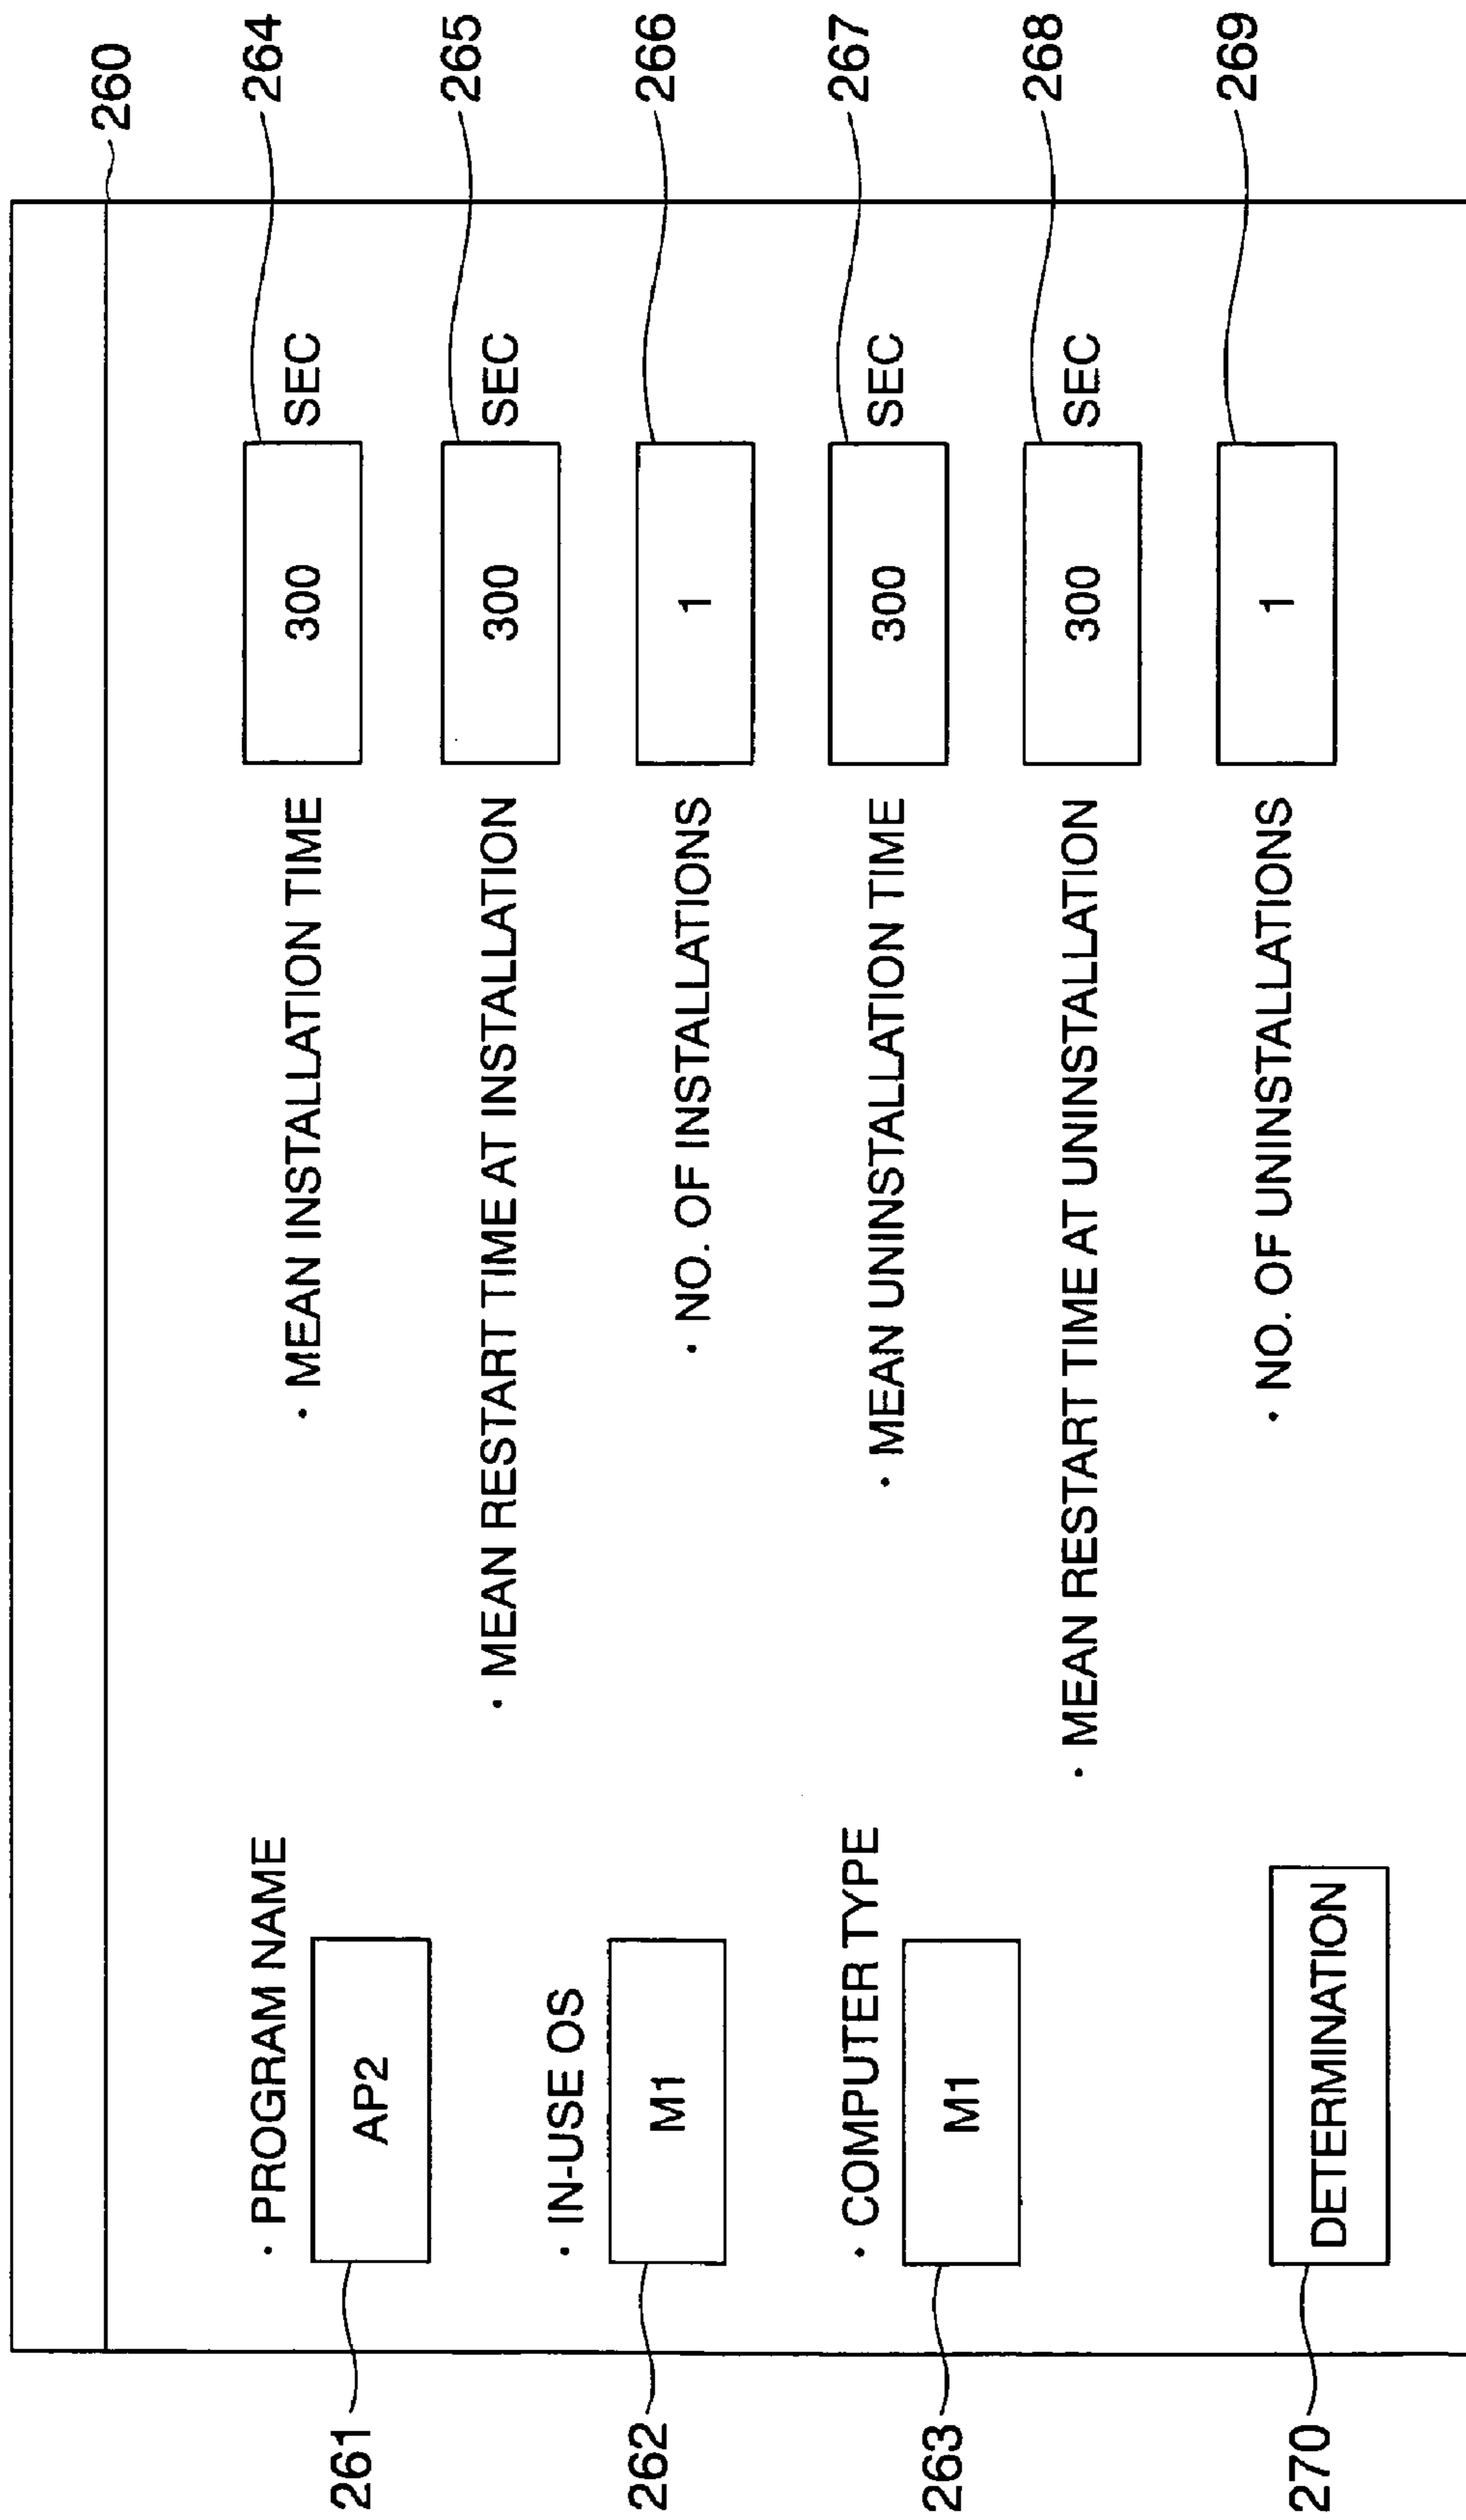 260
· PROGRAM NAME
261
AP2
· IN-USE OS
262
M1
· COMPUTER TYPE
263
M1
270
DETERMINATION
· MEAN INSTALLATION TIME
300
SEC
264
· MEAN RESTART TIME AT INSTALLATION
300
SEC
265
· NO. OF INSTALLATIONS
1
266
· MEAN UNINSTALLATION TIME
300
SEC
267
· MEAN RESTART TIME AT UNINSTALLATION
300
SEC
268
· NO. OF UNINSTALLATIONS
1
269